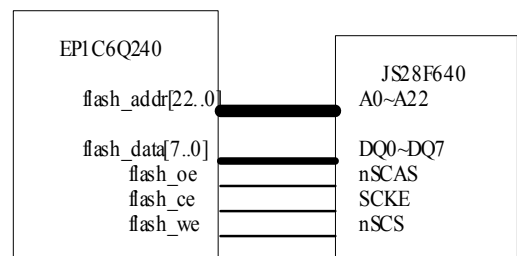 EP1C6Q240
JS28F640
flash_addr[22..0] A0~A22
flash_data[7..0] DQ0~DQ7
flash_oe nSCAS
flash_ce SCKE
flash_we nSCS